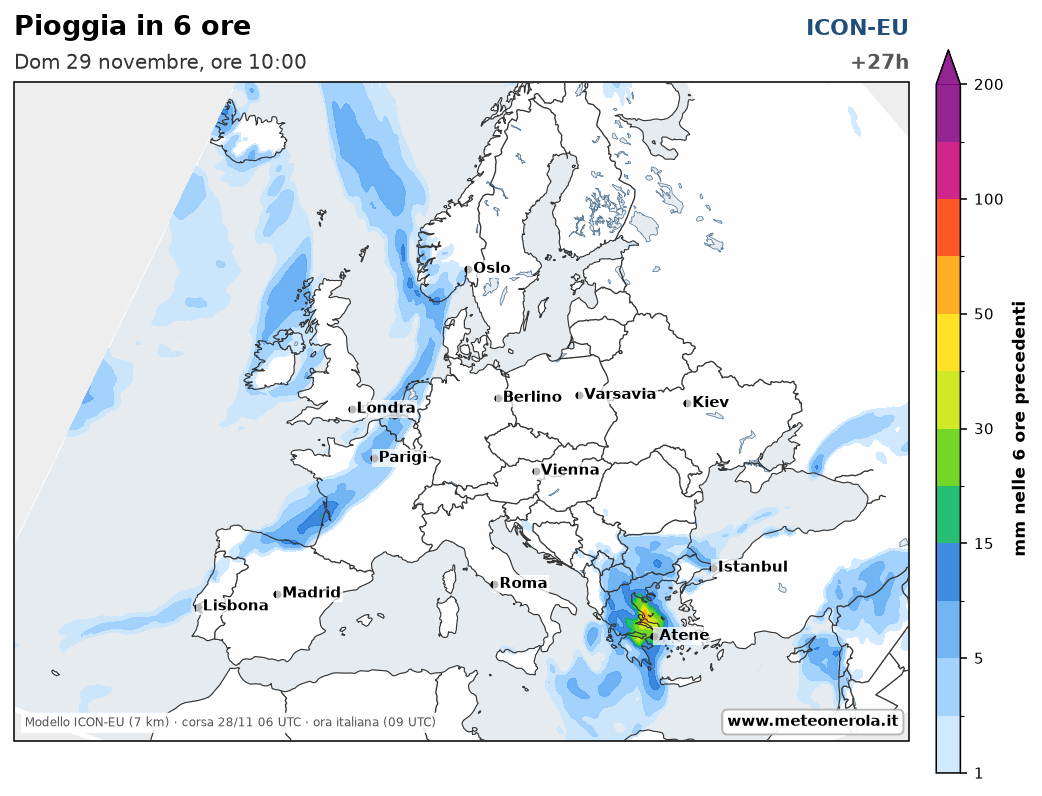 Pioggia in 6 ore
ICON-EU
Dom 29 novembre, ore 10:00
+27h
200
100
50
30
15
5
1
mm nelle 6 ore precedenti
Oslo
Londra
Berlino
Varsavia
Kiev
Parigi
Vienna
Istanbul
Roma
Madrid
Lisbona
Atene
Modello ICON-EU (7 km) · corsa 28/11 06 UTC · ora italiana (09 UTC)
www.meteonerola.it